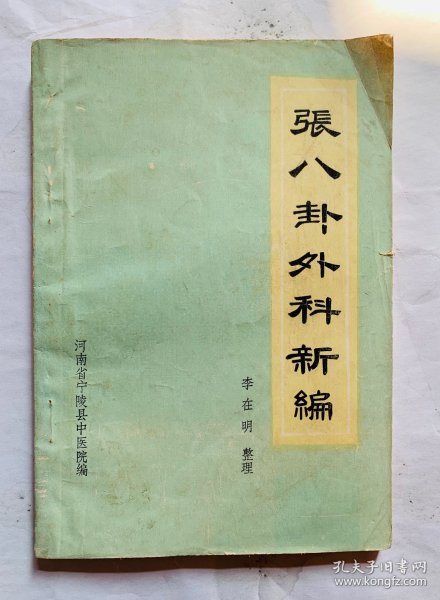 張八卦外科新編
李在明 整理
河南省宁陵县中医院编
孔夫子旧书网
book.kongfz.com